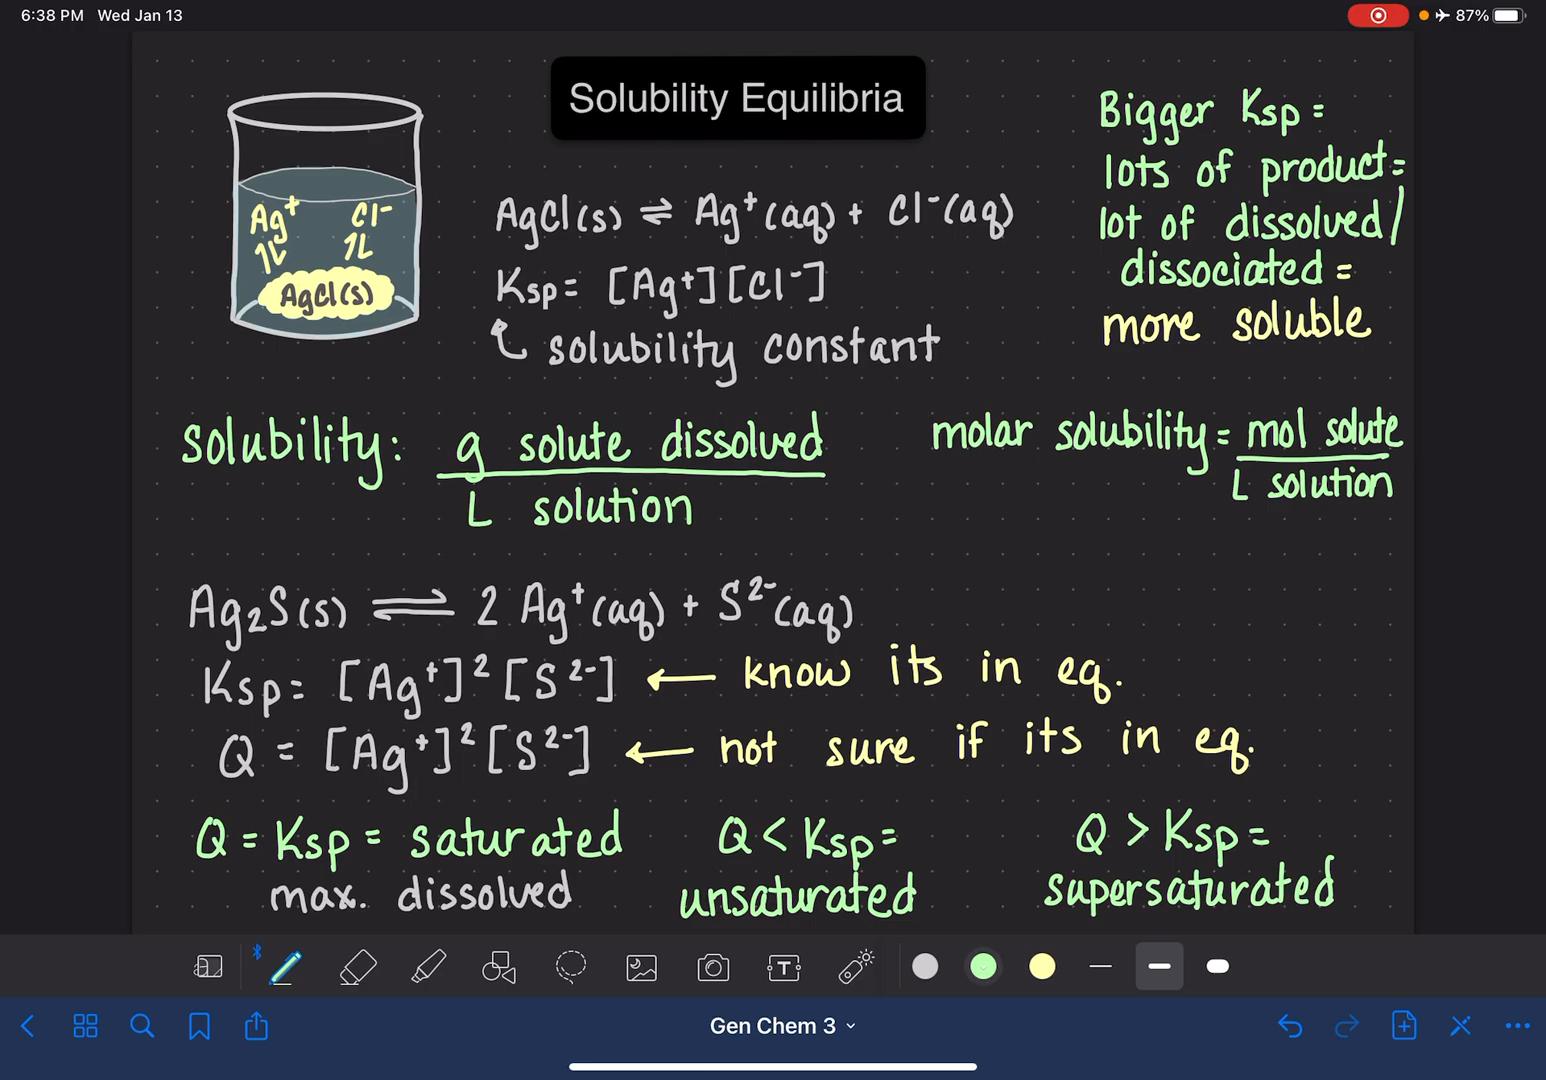 6:38 PM Wed Jan 13
87%
Solubility Equilibria
Ag⁺ Cl⁻
1L 1L
AgCl(s)
AgCl(s) ⇌ Ag⁺(aq) + Cl⁻(aq)
Ksp = [Ag⁺][Cl⁻]
solubility constant
Bigger Ksp =
lots of product =
lot of dissolved/
dissociated =
more soluble
solubility: g solute dissolved
L solution
molar solubility = mol solute
L solution
Ag₂S(s) ⇌ 2 Ag⁺(aq) + S²⁻(aq)
Ksp = [Ag⁺]²[S²⁻] ← know its in eq.
Q = [Ag⁺]²[S²⁻] ← not sure if its in eq.
Q = Ksp = saturated
max. dissolved
Q < Ksp =
unsaturated
Q > Ksp =
supersaturated
T
Gen Chem 3